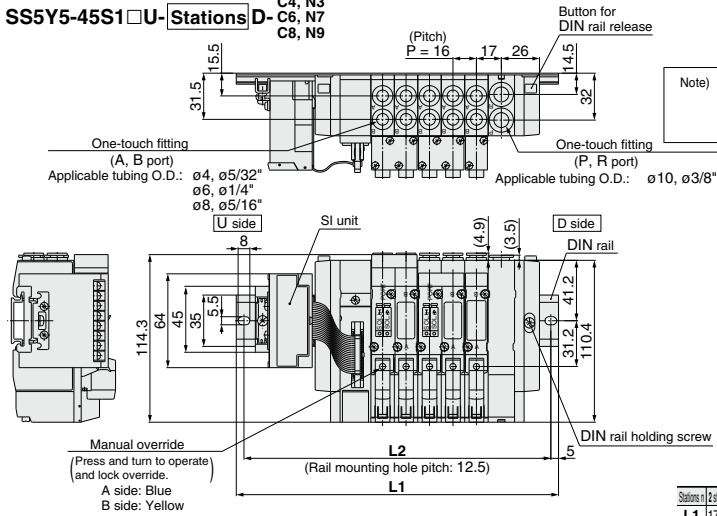 SS5Y5-45S1□U- Stations D- C4, N3
C6, N7
C8, N9
Button for
DIN rail release
(Pitch)
P = 16
17
26
15.5
31.5
14.5
32
Note)
One-touch fitting
(A, B port)
Applicable tubing O.D.: ø4, ø5/32"
ø6, ø1/4"
ø8, ø5/16"
One-touch fitting
(P, R port)
Applicable tubing O.D.: ø10, ø3/8"
U side
SI unit
(4.9)
(3.5)
D side
DIN rail
8
114.3
64
45
35
5.5
41.2
31.2
110.4
Manual override
(Press and turn to operate
and lock override.)
A side: Blue
B side: Yellow
L2
(Rail mounting hole pitch: 12.5)
L1
5
DIN rail holding screw
Stations n
L1